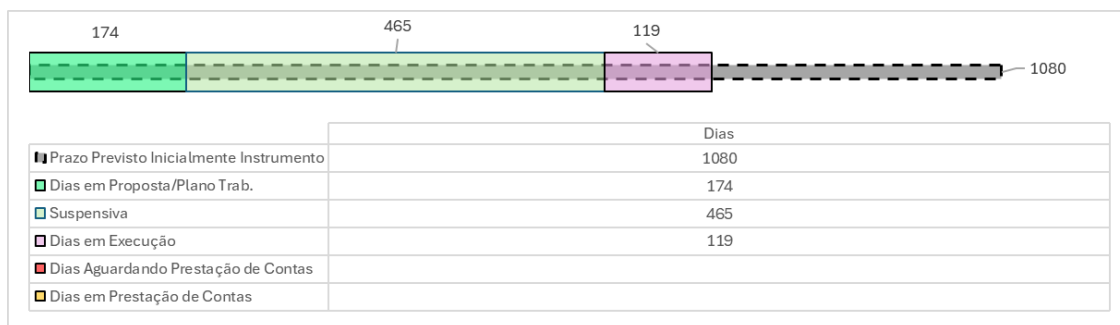 174
465
119
1080
Dias
Prazo Previsto Inicialmente Instrumento 1080
Dias em Proposta/Plano Trab. 174
Suspensiva 465
Dias em Execução 119
Dias Aguardando Prestação de Contas
Dias em Prestação de Contas